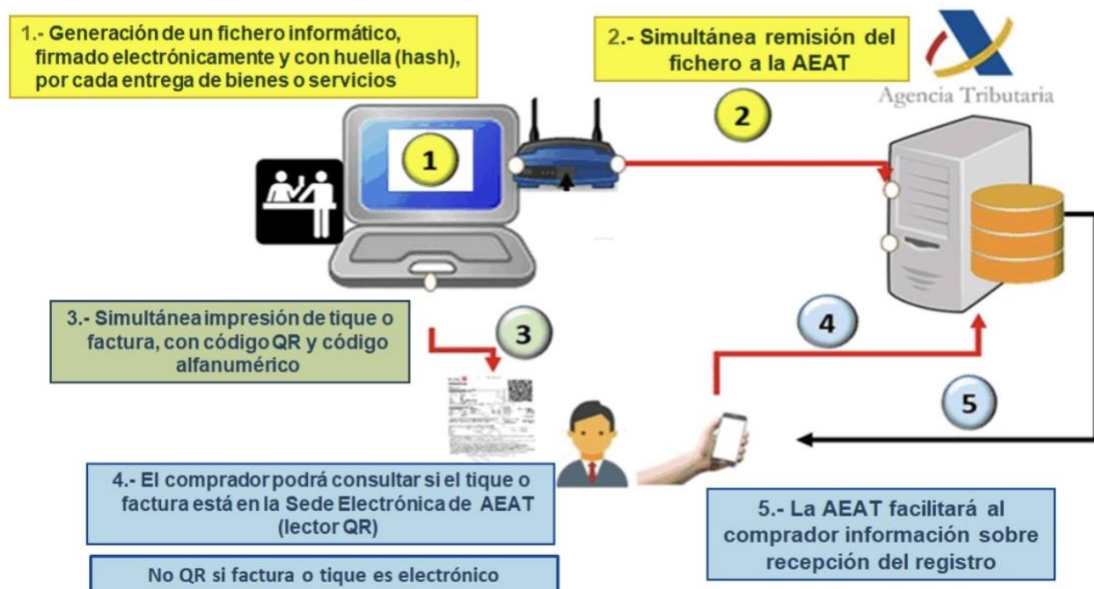 1.- Generación de un fichero informático,
firmado electrónicamente y con huella (hash),
por cada entrega de bienes o servicios
2.- Simultánea remisión del
fichero a la AEAT
Agencia Tributaria
1
2
3.- Simultánea impresión de tique o
factura, con código QR y código
alfanumérico
3
4
5
4.- El comprador podrá consultar si el tique o
factura está en la Sede Electrónica de AEAT
(lector QR)
No QR si factura o tique es electrónico
5.- La AEAT facilitará al
comprador información sobre
recepción del registro